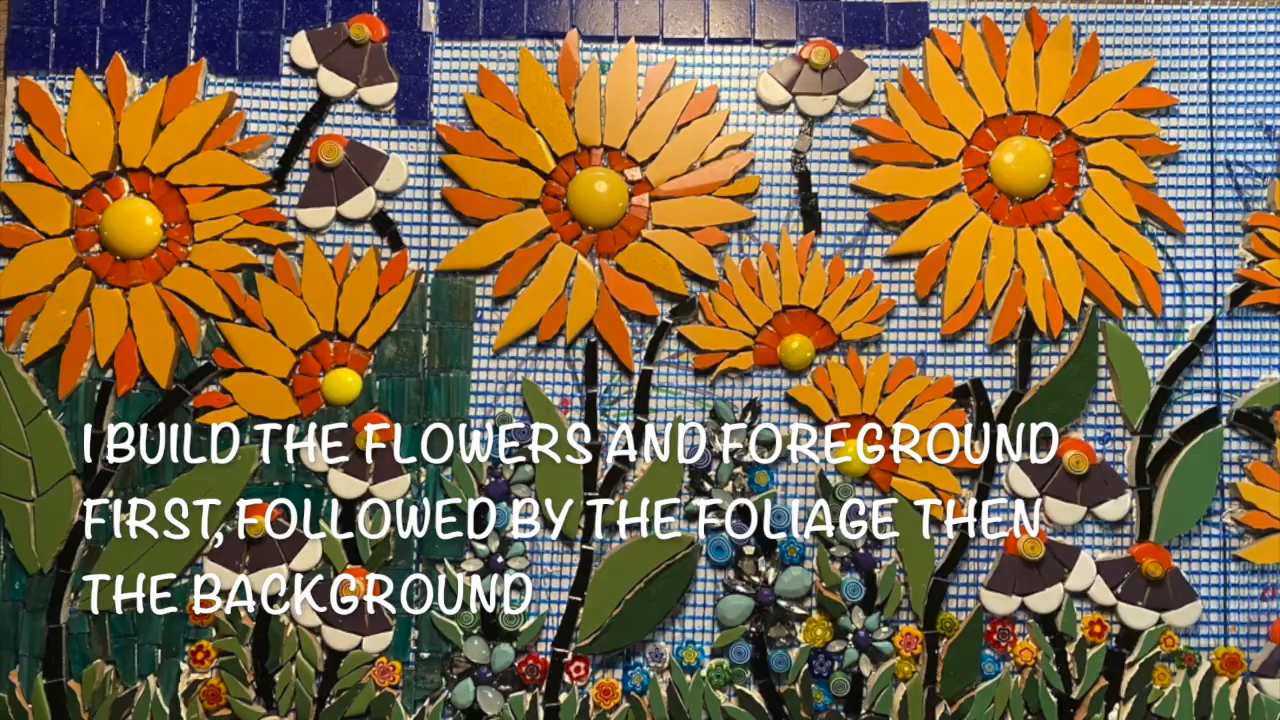 I BUILD THE FLOWERS AND FOREGROUND
FIRST, FOLLOWED BY THE FOLIAGE THEN
THE BACKGROUND